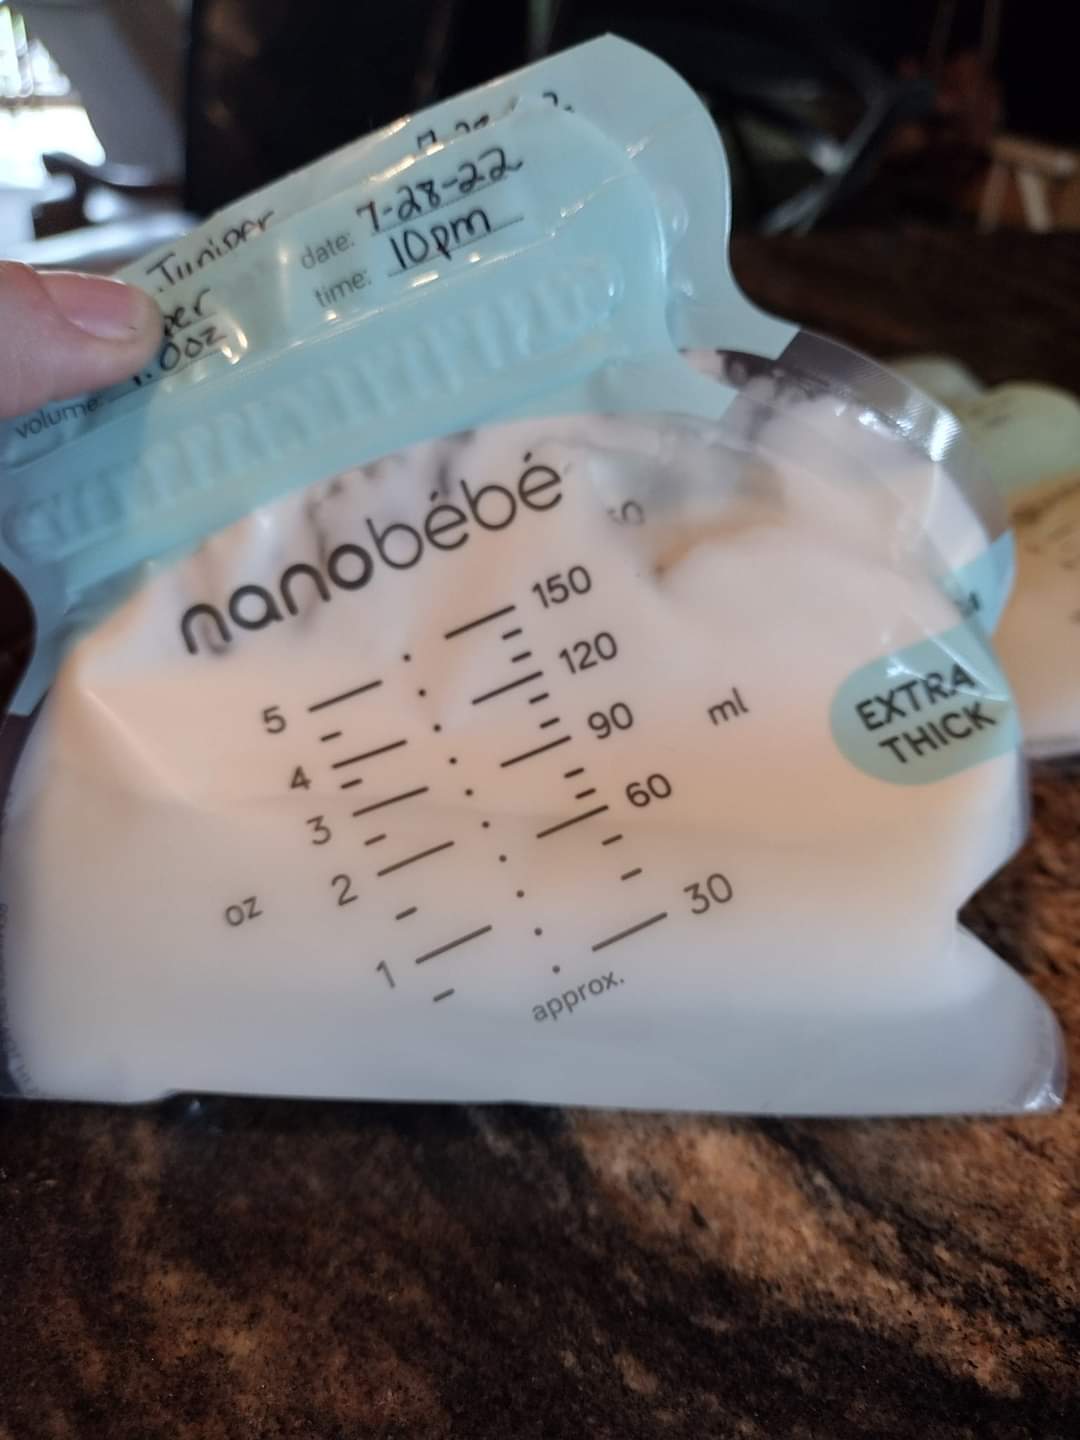 Juniper
date: 7-28-22
time: 10pm
volume:
nanobébé
150
5
120
4
90
ml
3
60
2
oz
30
1
approx.
EXTRA
THICK